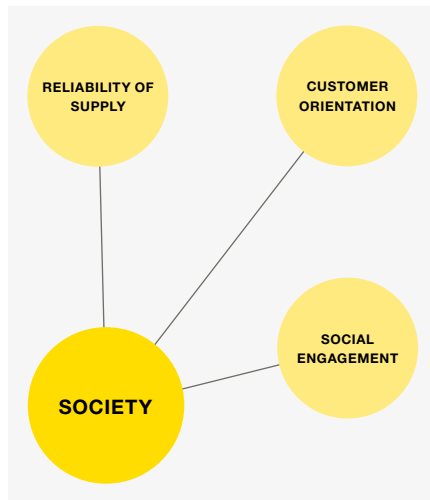 RELIABILITY OF
SUPPLY
CUSTOMER
ORIENTATION
SOCIAL
ENGAGEMENT
SOCIETY